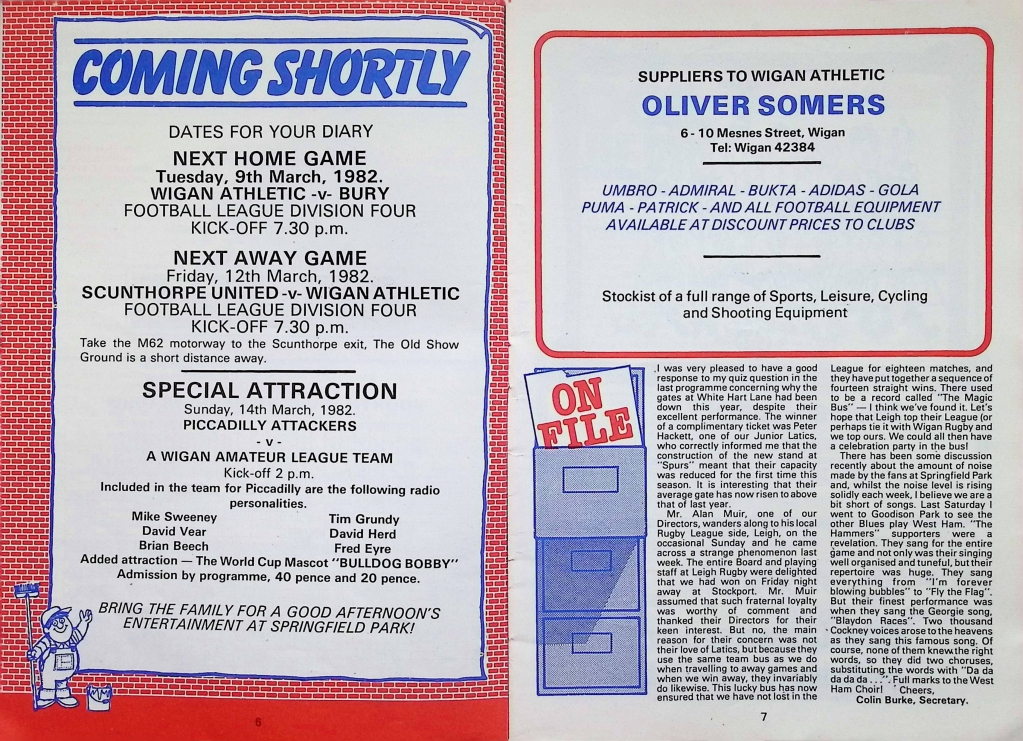 COMING SHORTLY
DATES FOR YOUR DIARY
NEXT HOME GAME
Tuesday, 9th March, 1982.
WIGAN ATHLETIC -v- BURY
FOOTBALL LEAGUE DIVISION FOUR
KICK-OFF 7.30 p.m.
NEXT AWAY GAME
Friday, 12th March, 1982.
SCUNTHORPE UNITED -v- WIGAN ATHLETIC
FOOTBALL LEAGUE DIVISION FOUR
KICK-OFF 7.30 p.m.
Take the M62 motorway to the Scunthorpe exit, The Old Show
Ground is a short distance away.
SPECIAL ATTRACTION
Sunday, 14th March, 1982.
PICCADILLY ATTACKERS
- v -
A WIGAN AMATEUR LEAGUE TEAM
Kick-off 2 p.m.
Included in the team for Piccadilly are the following radio
personalities.
Mike Sweeney Tim Grundy
David Vear David Herd
Brian Beech Fred Eyre
Added attraction — The World Cup Mascot "BULLDOG BOBBY"
Admission by programme, 40 pence and 20 pence.
BRING THE FAMILY FOR A GOOD AFTERNOON'S
ENTERTAINMENT AT SPRINGFIELD PARK!
6
SUPPLIERS TO WIGAN ATHLETIC
OLIVER SOMERS
6 - 10 Mesnes Street, Wigan
Tel: Wigan 42384
UMBRO - ADMIRAL - BUKTA - ADIDAS - GOLA
PUMA - PATRICK - AND ALL FOOTBALL EQUIPMENT
AVAILABLE AT DISCOUNT PRICES TO CLUBS
Stockist of a full range of Sports, Leisure, Cycling
and Shooting Equipment
ON
FILE
I was very pleased to have a good
response to my quiz question in the
last programme concerning why the
gates at White Hart Lane had been
down this year, despite their
excellent performance. The winner
of a complimentary ticket was Peter
Hackett, one of our Junior Latics,
who correctly informed me that the
construction of the new stand at
"Spurs" meant that their capacity
was reduced for the first time this
season. It is interesting that their
average gate has now risen to above
that of last year.
Mr. Alan Muir, one of our
Directors, wanders along to his local
Rugby League side, Leigh, on the
occasional Sunday and he came
across a strange phenomenon last
week. The entire Board and playing
staff at Leigh Rugby were delighted
that we had won on Friday night
away at Stockport. Mr. Muir
assumed that such fraternal loyalty
was worthy of comment and
thanked their Directors for their
keen interest. But no, the main
reason for their concern was not
their love of Latics, but because they
use the same team bus as we do
when travelling to away games and
when we win away, they invariably
do likewise. This lucky bus has now
ensured that we have not lost in the
League for eighteen matches, and
they have put together a sequence of
fourteen straight wins. There used
to be a record called "The Magic
Bus" — I think we've found it. Let's
hope that Leigh top their League (or
perhaps tie it with Wigan Rugby and
we top ours. We could all then have
a celebration party in the bus!
There has been some discussion
recently about the amount of noise
made by the fans at Springfield Park
and, whilst the noise level is rising
solidly each week, I believe we are a
bit short of songs. Last Saturday I
went to Goodison Park to see the
other Blues play West Ham. "The
Hammers" supporters were a
revelation. They sang for the entire
game and not only was their singing
well organised and tuneful, but their
repertoire was huge. They sang
everything from "I'm forever
blowing bubbles" to "Fly the Flag".
But their finest performance was
when they sang the Georgie song,
"Blaydon Races". Two thousand
Cockney voices arose to the heavens
as they sang this famous song. Of
course, none of them knew the right
words, so they did two choruses,
substituting the words with "Da da
da da da ...". Full marks to the West
Ham Choir! Cheers,
Colin Burke, Secretary.
7